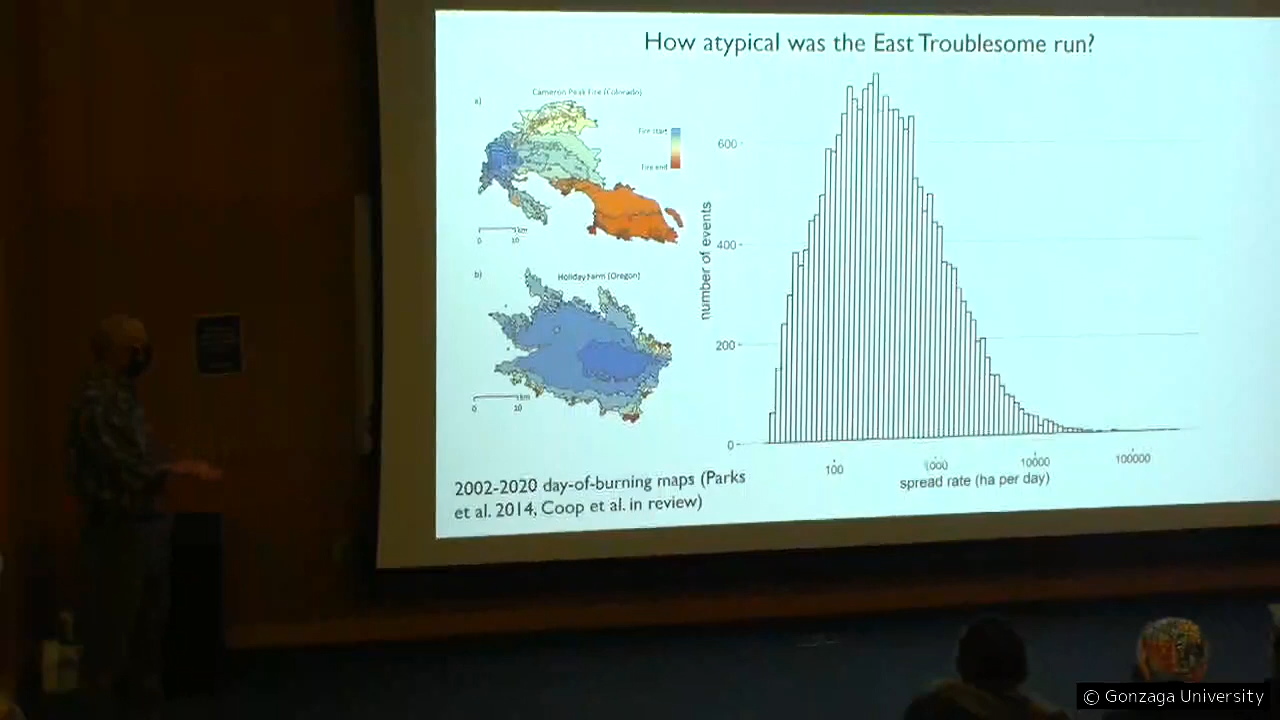 How atypical was the East Troublesome run?
a)
Cameron Peak Fire (Colorado)
Fire start
Fire end
km
0 10
b)
Holiday Farm (Oregon)
km
0 10
2002-2020 day-of-burning maps (Parks
et al. 2014, Coop et al. in review)
number of events
600
400
200
0
100 1000 10000 100000
spread rate (ha per day)
© Gonzaga University